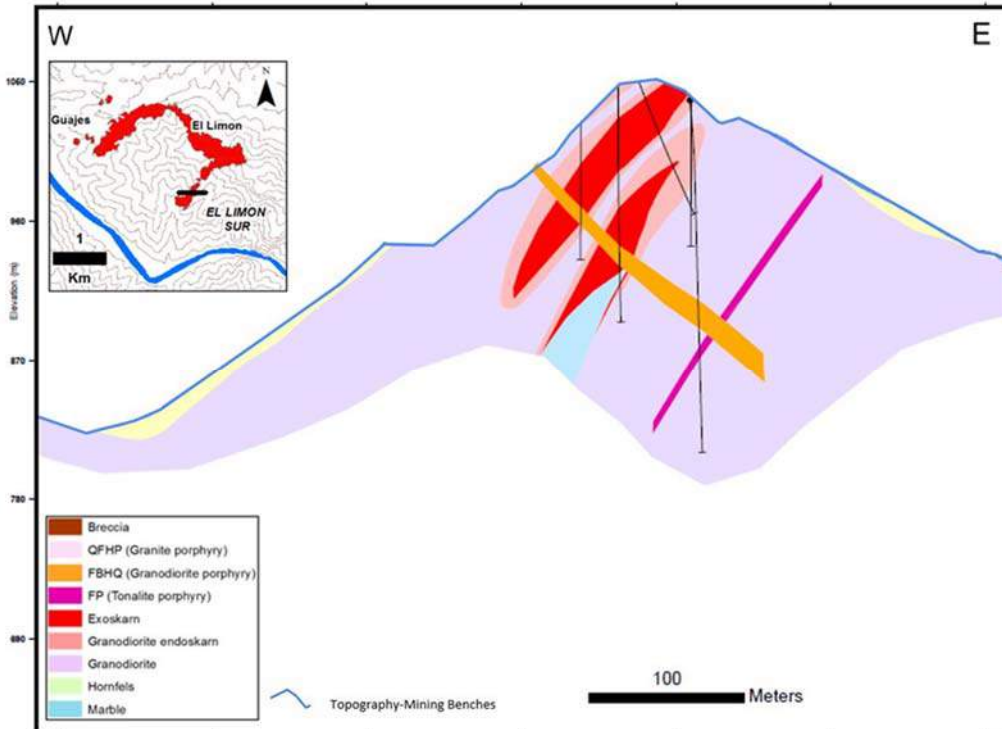 W
E
N
Guajes
El Limon
EL LIMON
SUR
1
Km
Elevation (m)
1050
960
870
780
690
Breccia
QFHP (Granite porphyry)
FBHQ (Granodiorite porphyry)
FP (Tonalite porphyry)
Exoskarn
Granodiorite endoskarn
Granodiorite
Hornfels
Marble
Topography-Mining Benches
100
Meters